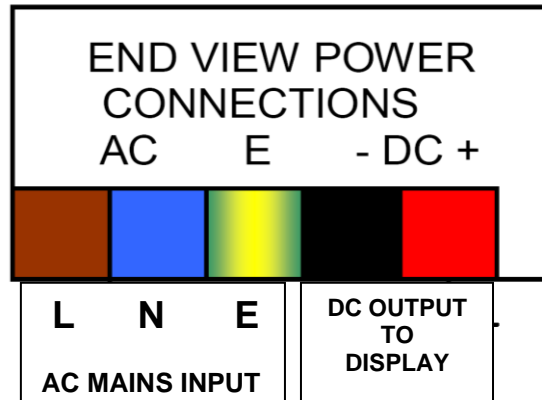 END VIEW POWER
CONNECTIONS
AC E - DC +
L N E
AC MAINS INPUT
DC OUTPUT
TO
DISPLAY